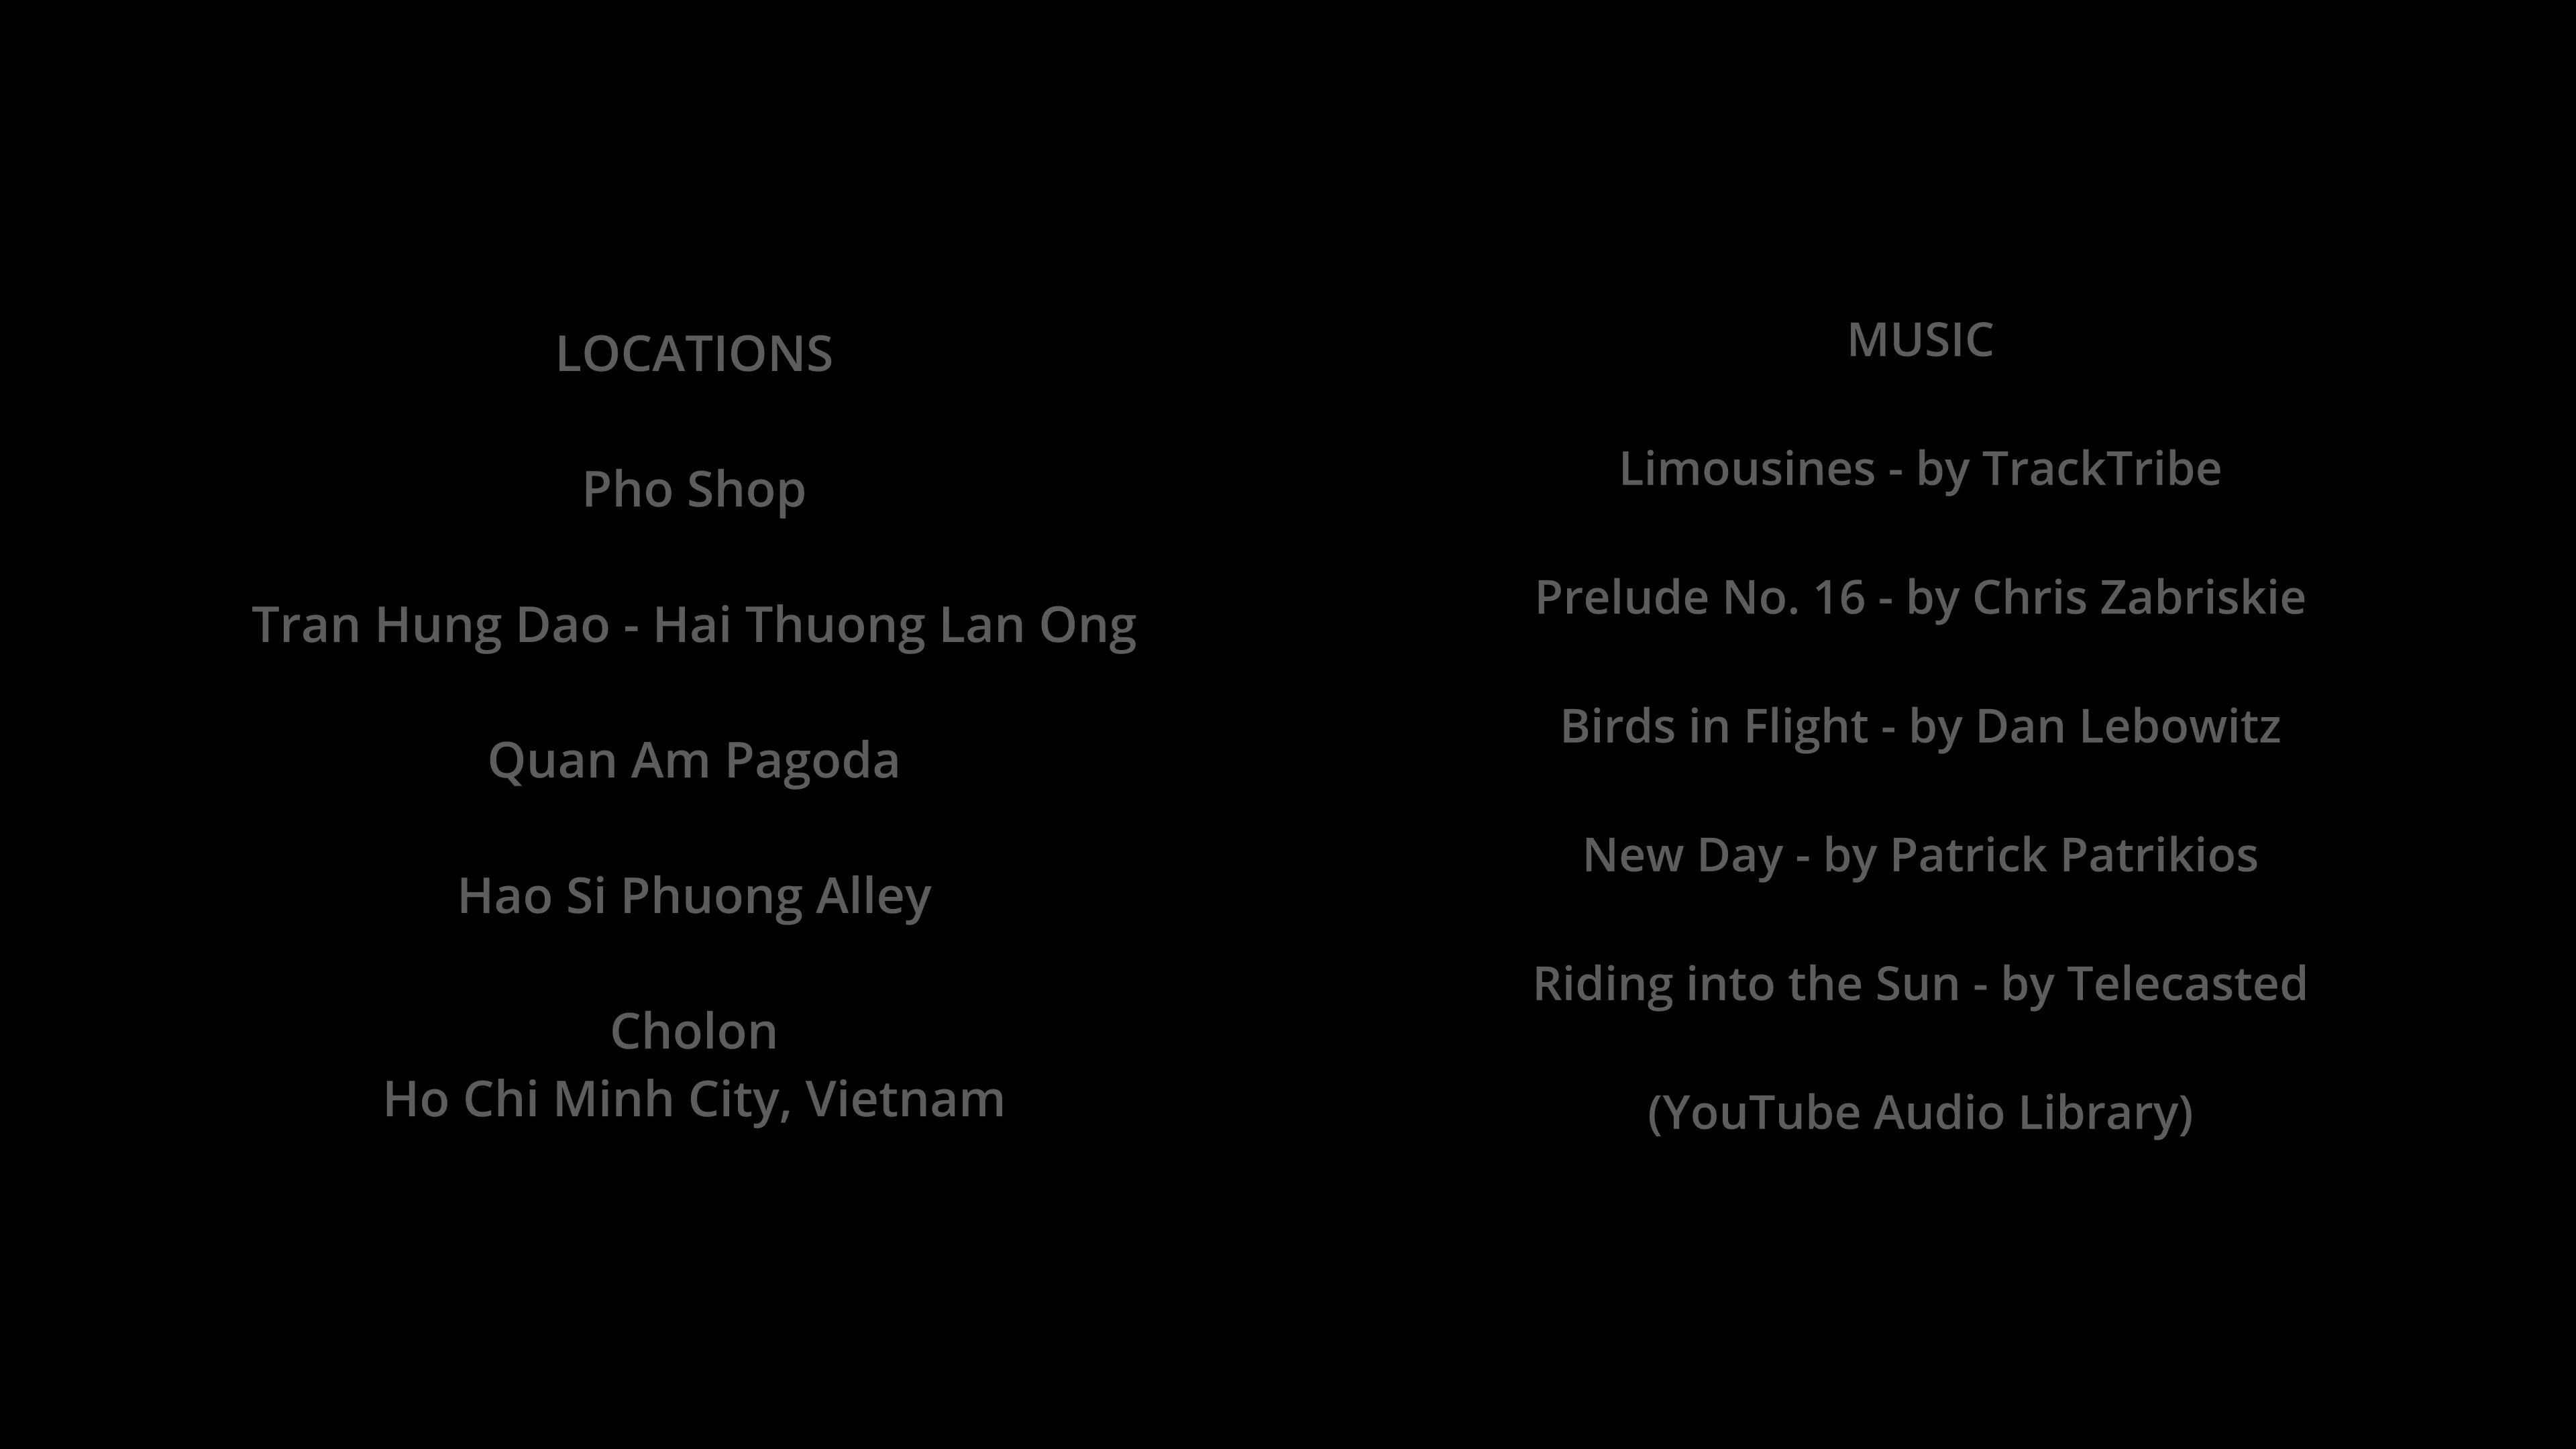 LOCATIONS
Pho Shop
Tran Hung Dao - Hai Thuong Lan Ong
Quan Am Pagoda
Hao Si Phuong Alley
Cholon
Ho Chi Minh City, Vietnam
MUSIC
Limousines - by TrackTribe
Prelude No. 16 - by Chris Zabriskie
Birds in Flight - by Dan Lebowitz
New Day - by Patrick Patrikios
Riding into the Sun - by Telecasted
(YouTube Audio Library)